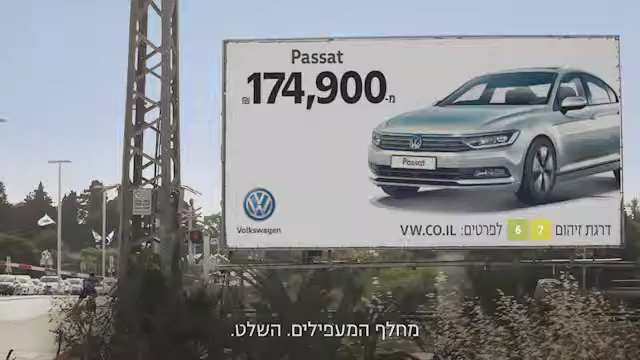 Passat
מ-174,900 ₪
Passat
Volkswagen
דרגת זיהום 7 6 לפרטים: VW.CO.IL
מחלף המעפילים. השלט.